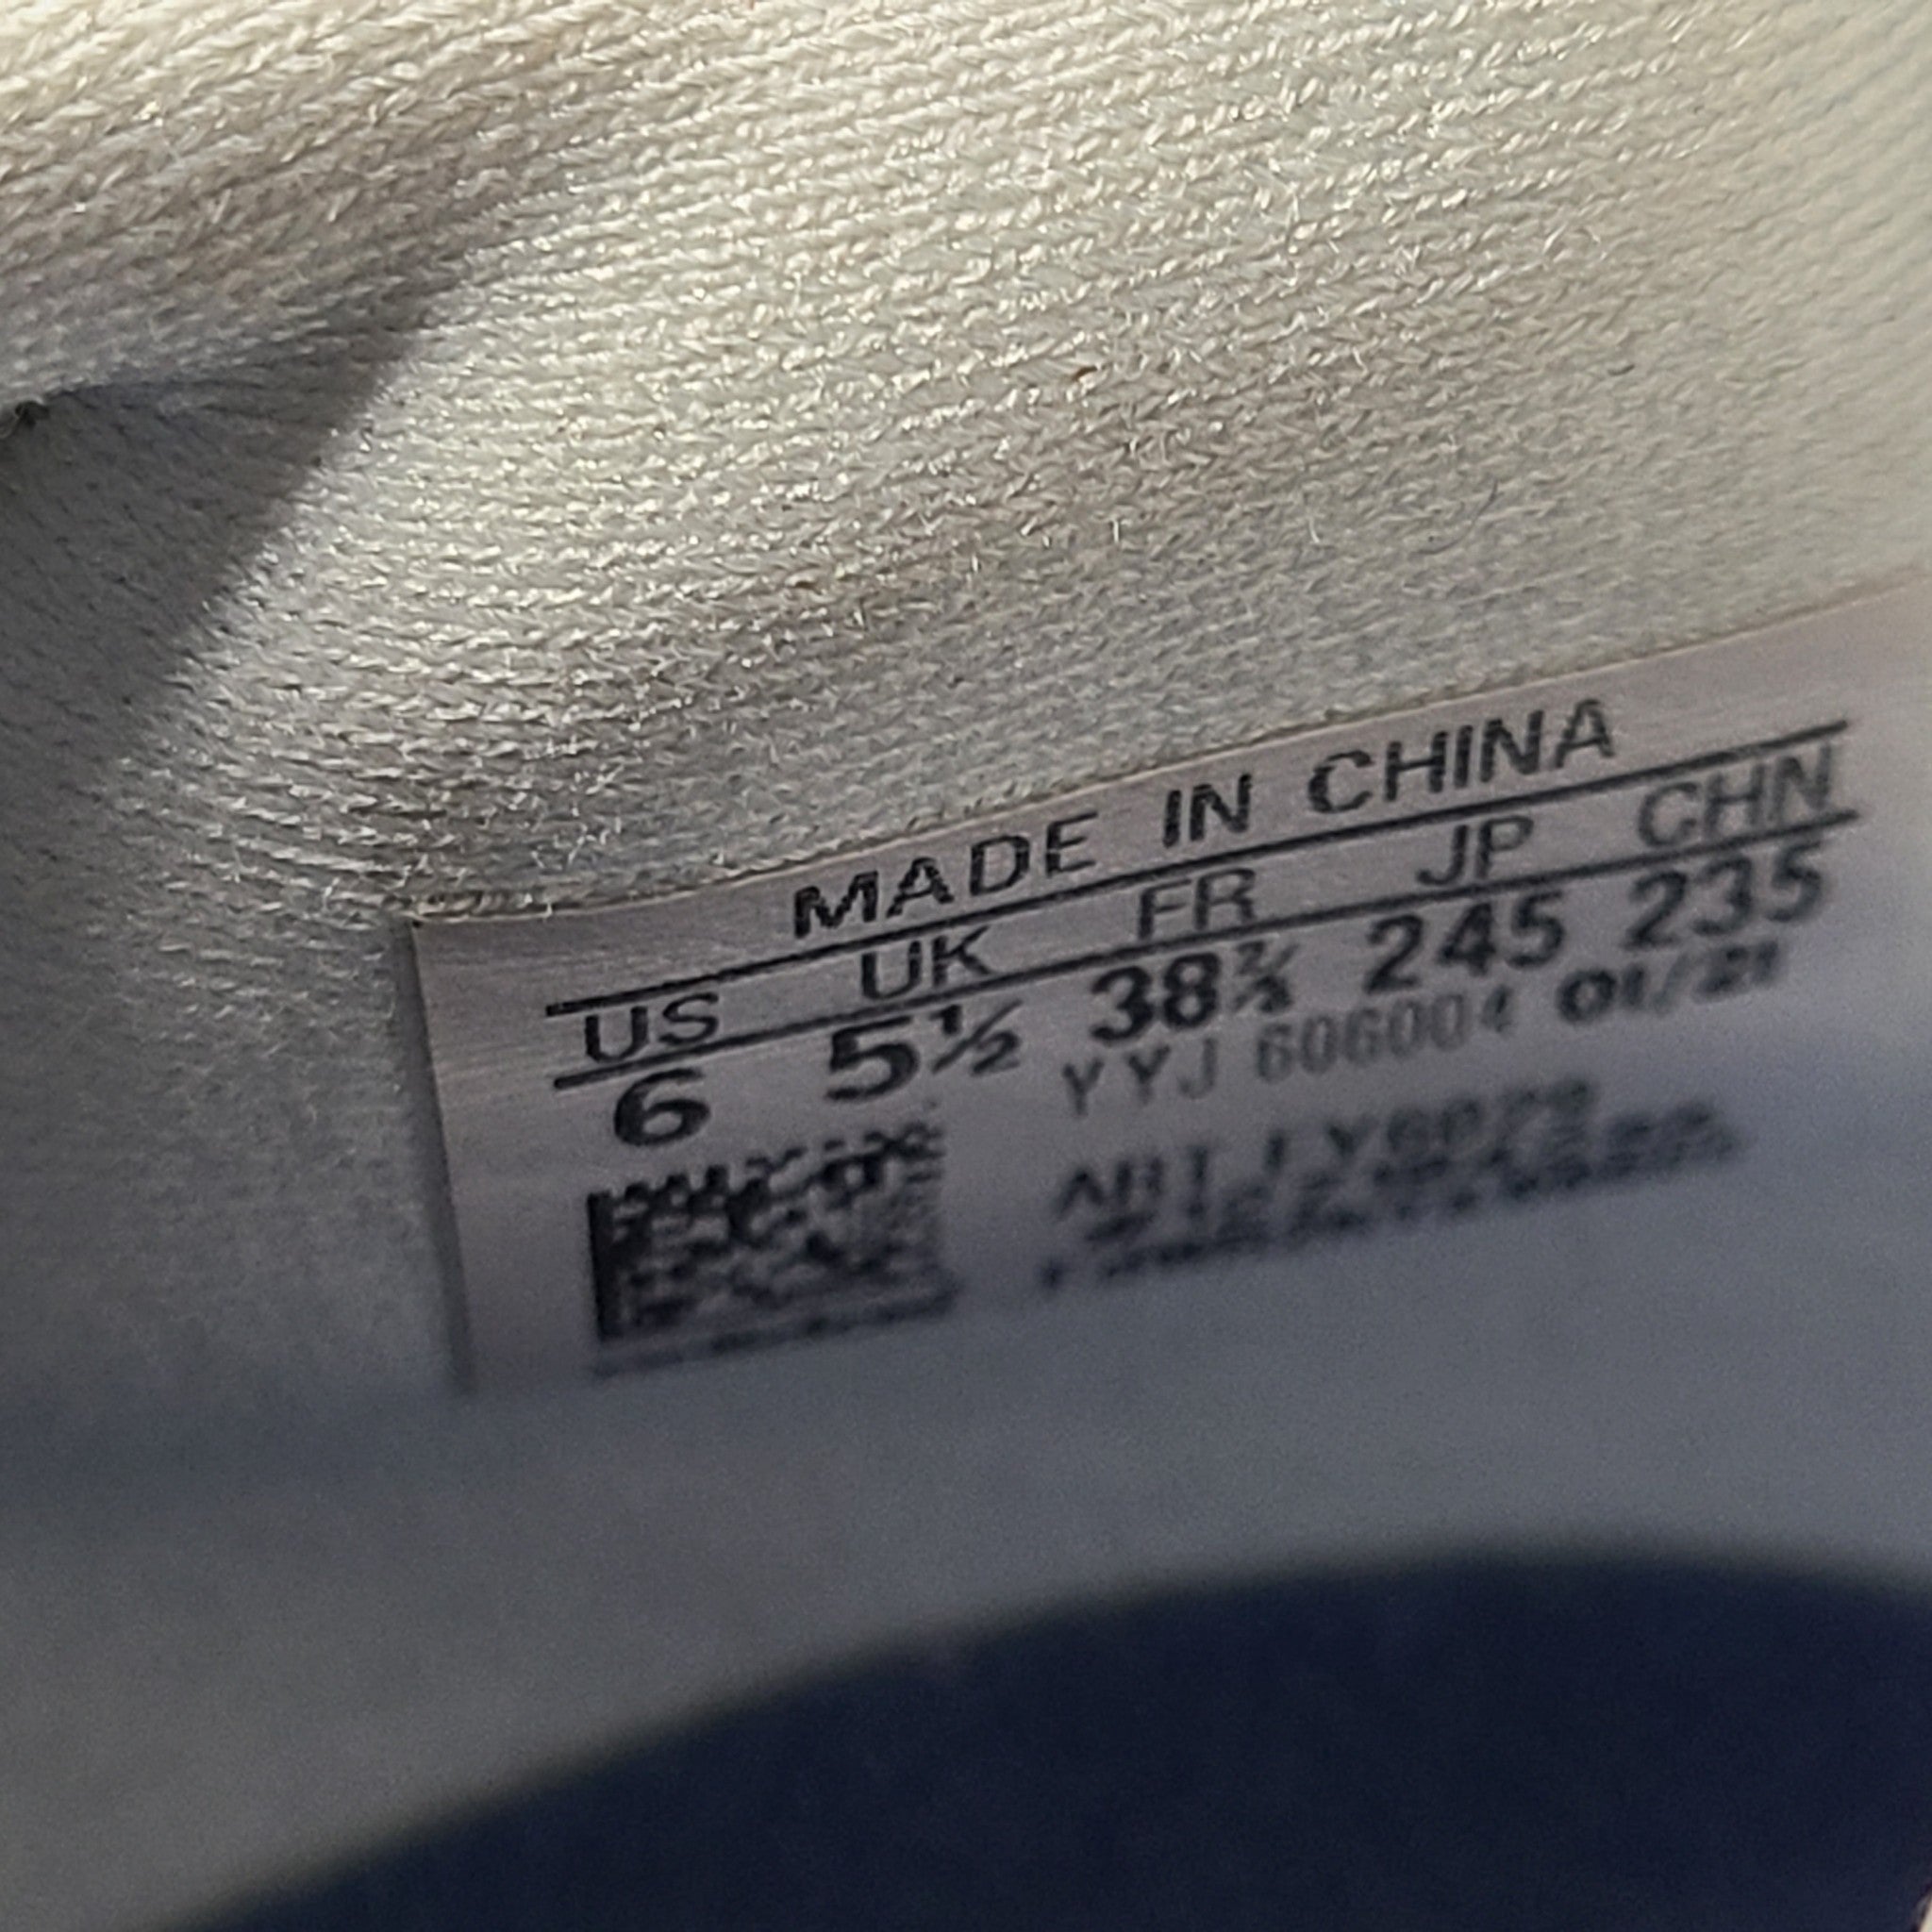 MADE IN CHINA
US UK FR JP CHN
6 5½ 38⅔ 245 235
YYJ 606004 01/21
ART